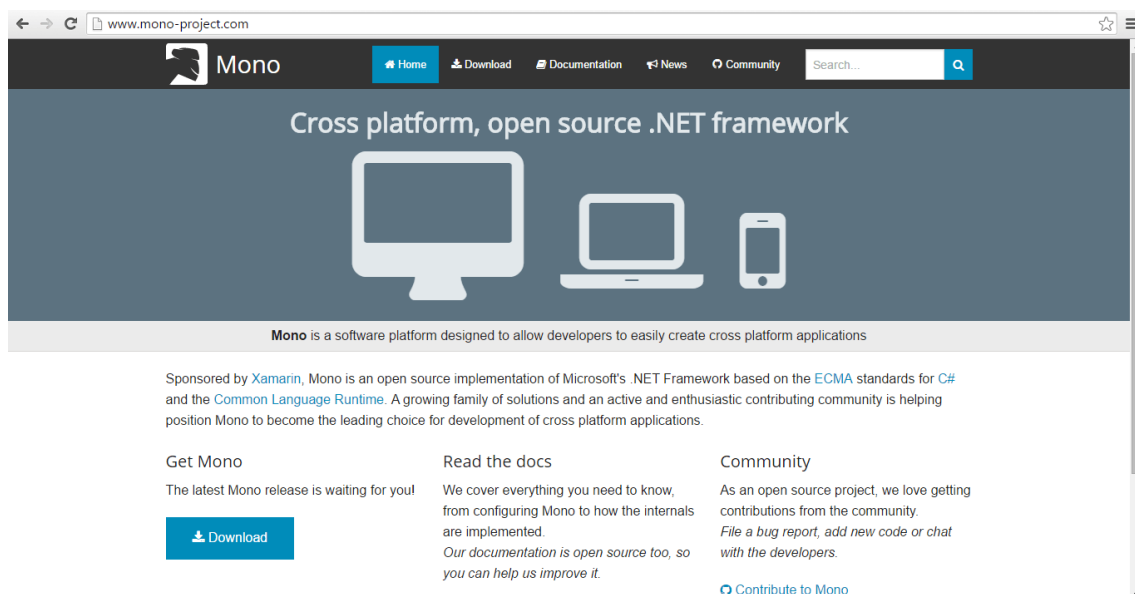 www.mono-project.com
Mono
Home
Download
Documentation
News
Community
Search...
Cross platform, open source .NET framework
Mono is a software platform designed to allow developers to easily create cross platform applications
Sponsored by Xamarin, Mono is an open source implementation of Microsoft's .NET Framework based on the ECMA standards for C#
and the Common Language Runtime. A growing family of solutions and an active and enthusiastic contributing community is helping
position Mono to become the leading choice for development of cross platform applications.
Get Mono
The latest Mono release is waiting for you!
Download
Read the docs
We cover everything you need to know,
from configuring Mono to how the internals
are implemented.
Our documentation is open source too, so
you can help us improve it.
Community
As an open source project, we love getting
contributions from the community.
File a bug report, add new code or chat
with the developers.
Contribute to Mono